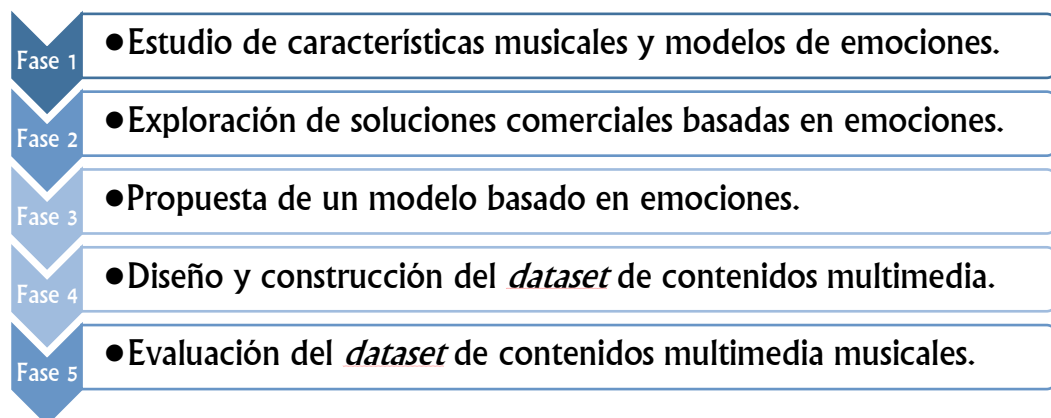 Fase 1
•Estudio de características musicales y modelos de emociones.
Fase 2
•Exploración de soluciones comerciales basadas en emociones.
Fase 3
•Propuesta de un modelo basado en emociones.
Fase 4
•Diseño y construcción del dataset de contenidos multimedia.
Fase 5
•Evaluación del dataset de contenidos multimedia musicales.